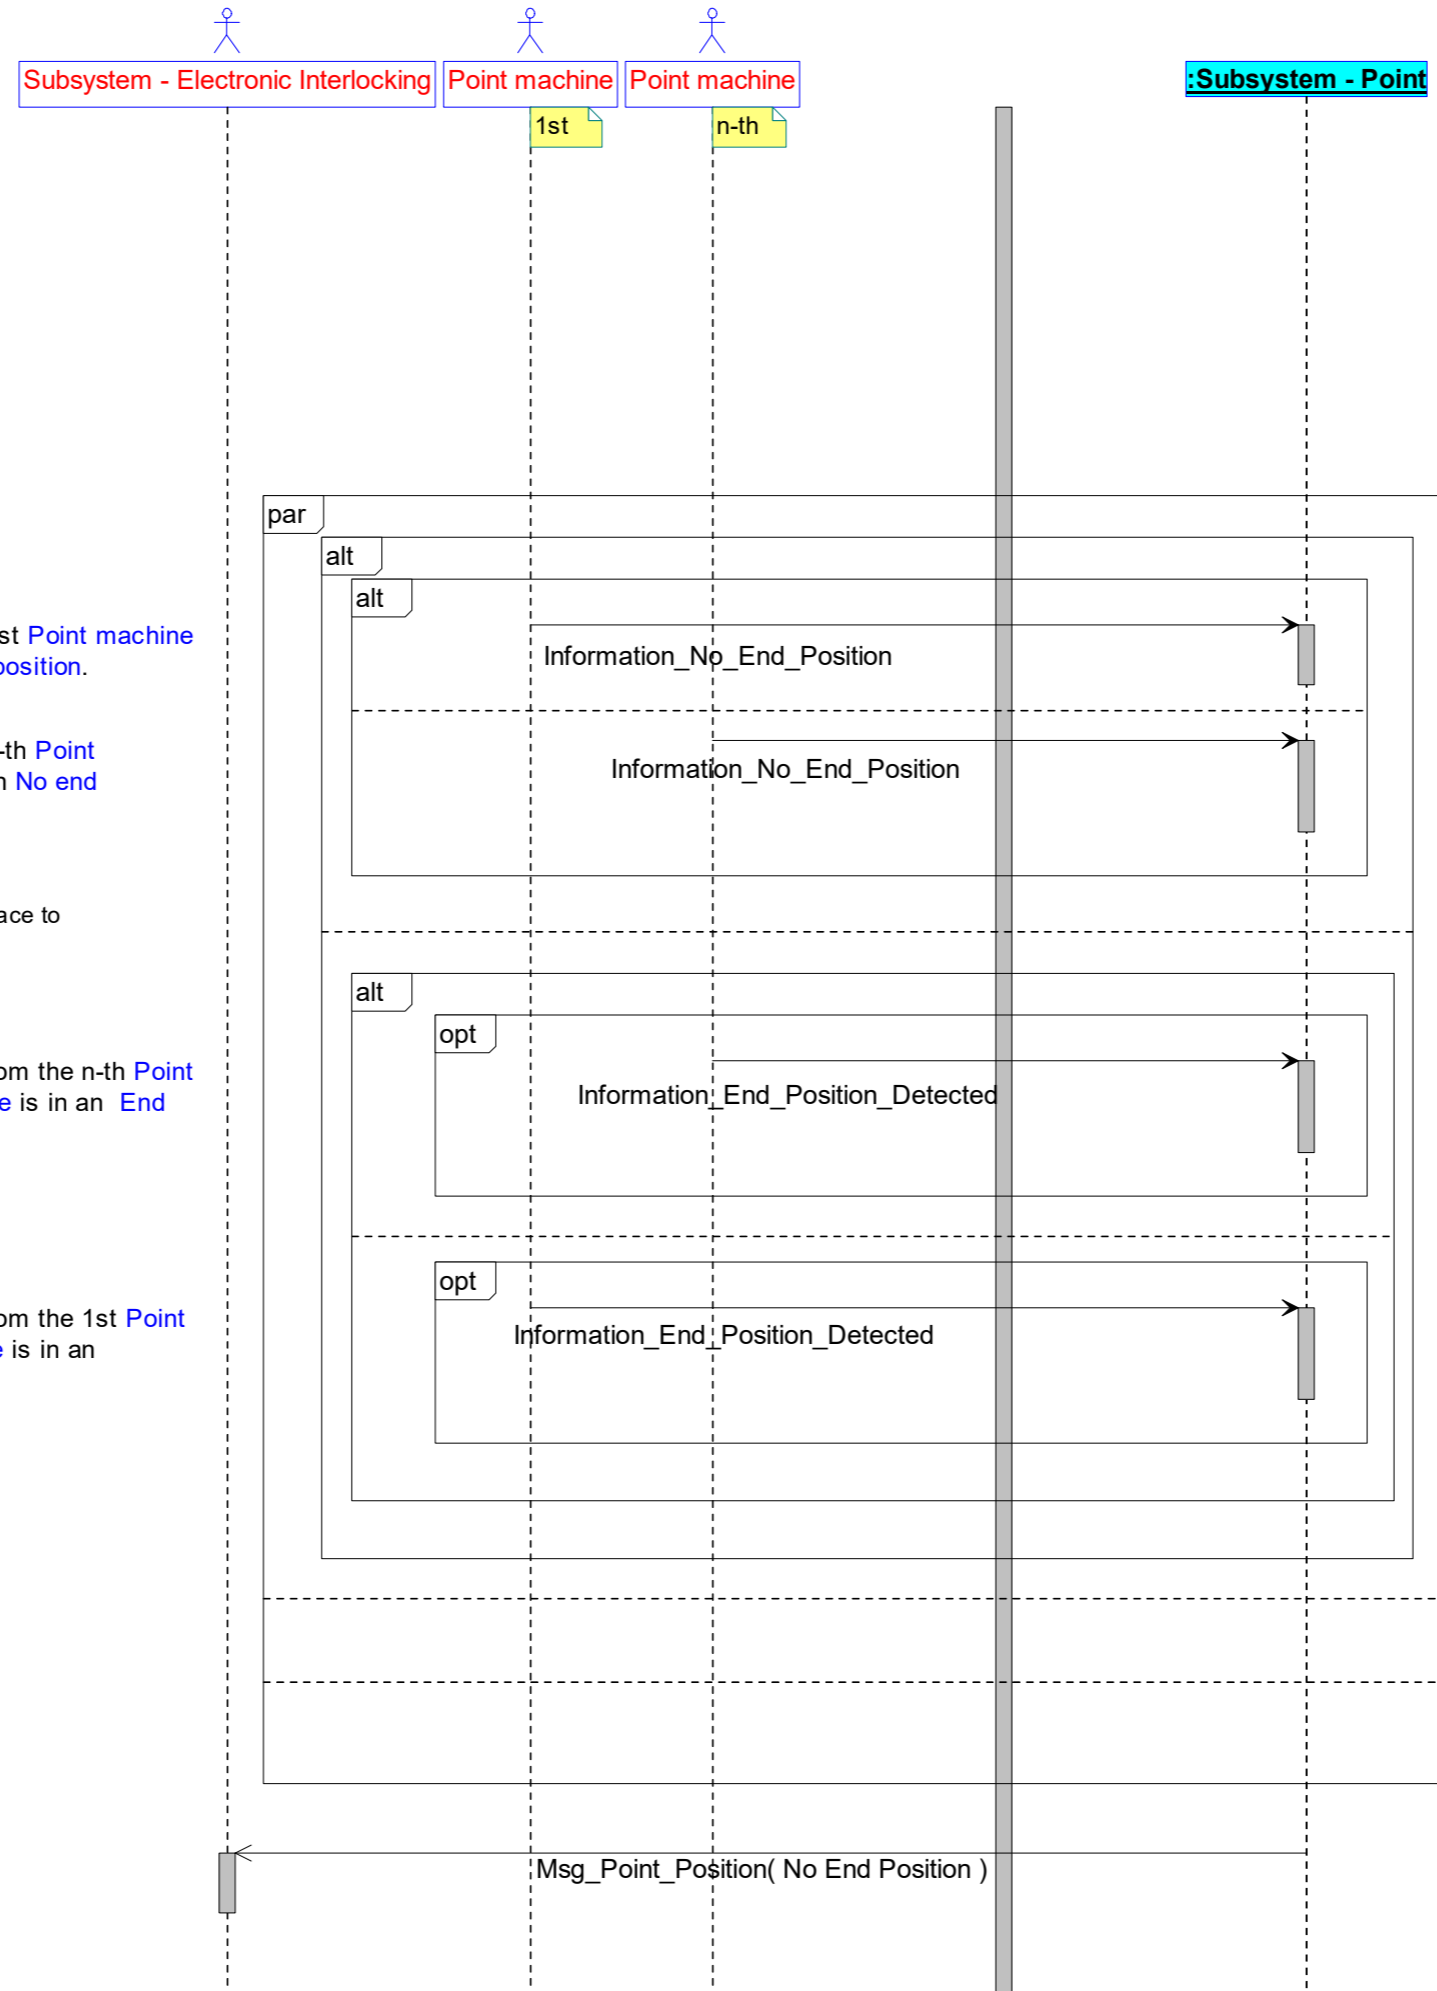 Subsystem - Electronic Interlocking
Point machine
Point machine
:Subsystem - Point
1st
n-th
par
alt
alt
st Point machine
Information_No_End_Position
position.
-th Point
Information_No_End_Position
No end
ace to
alt
opt
om the n-th Point
Information_End_Position_Detected
e is in an End
opt
om the 1st Point
Information_End_Position_Detected
e is in an
Msg_Point_Position( No End Position )